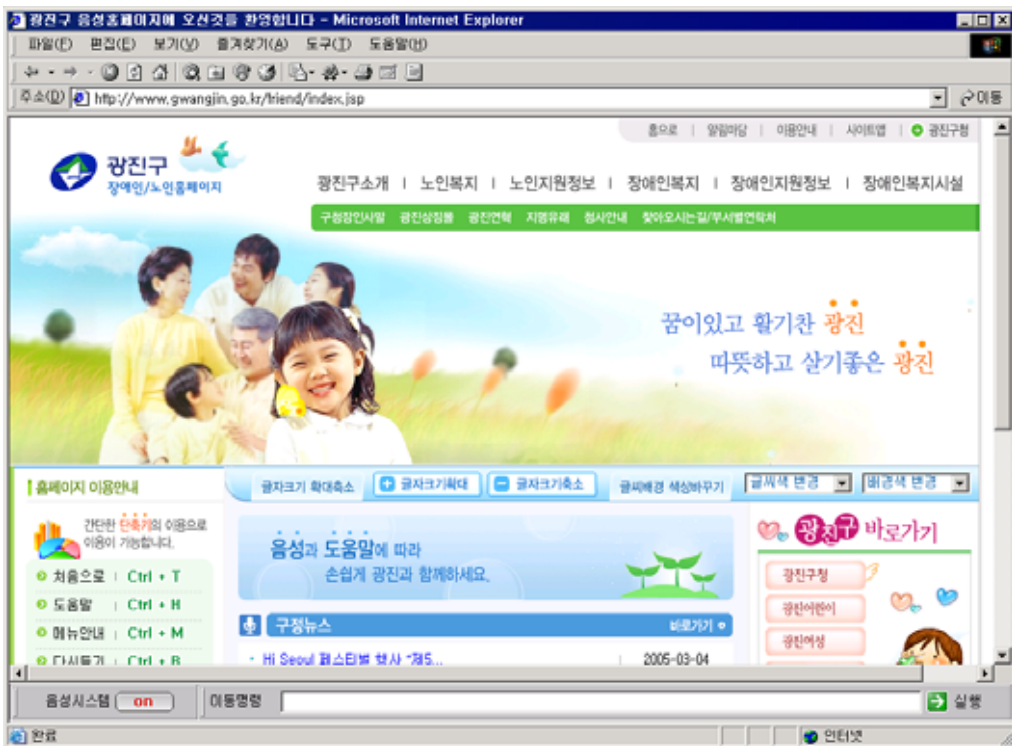 광진구 음성홈페이지에 오신것을 환영합니다 - Microsoft Internet Explorer
파일(F) 편집(E) 보기(V) 즐겨찾기(A) 도구(T) 도움말(H)
주소(D) http://www.gwangjin.go.kr/friend/index.jsp 이동
홈으로 | 알림마당 | 이용안내 | 사이트맵 | 광진구청
광진구
장애인/노인홈페이지
광진구소개 | 노인복지 | 노인지원정보 | 장애인복지 | 장애인지원정보 | 장애인복지시설
구청장인사말 광진상징물 광진연혁 지명유래 청사안내 찾아오시는길/부서별연락처
꿈이있고 활기찬 광진
따뜻하고 살기좋은 광진
홈페이지 이용안내
글자크기 확대축소 글자크기확대 글자크기축소 글씨배경 색상바꾸기 글씨색 변경 배경색 변경
간단한 단축키의 이용으로
이용이 가능합니다.
처음으로 | Ctrl + T
도움말 | Ctrl + H
메뉴안내 | Ctrl + M
다시듣기 | Ctrl + B
음성과 도움말에 따라
손쉽게 광진과 함께하세요.
구정뉴스 바로가기
Hi Seoul 페스티벌 행사 "제5... | 2005-03-04
광진구 바로가기
광진구청
광진어린이
광진여성
음성시스템 on 이동명령 실행
완료 인터넷